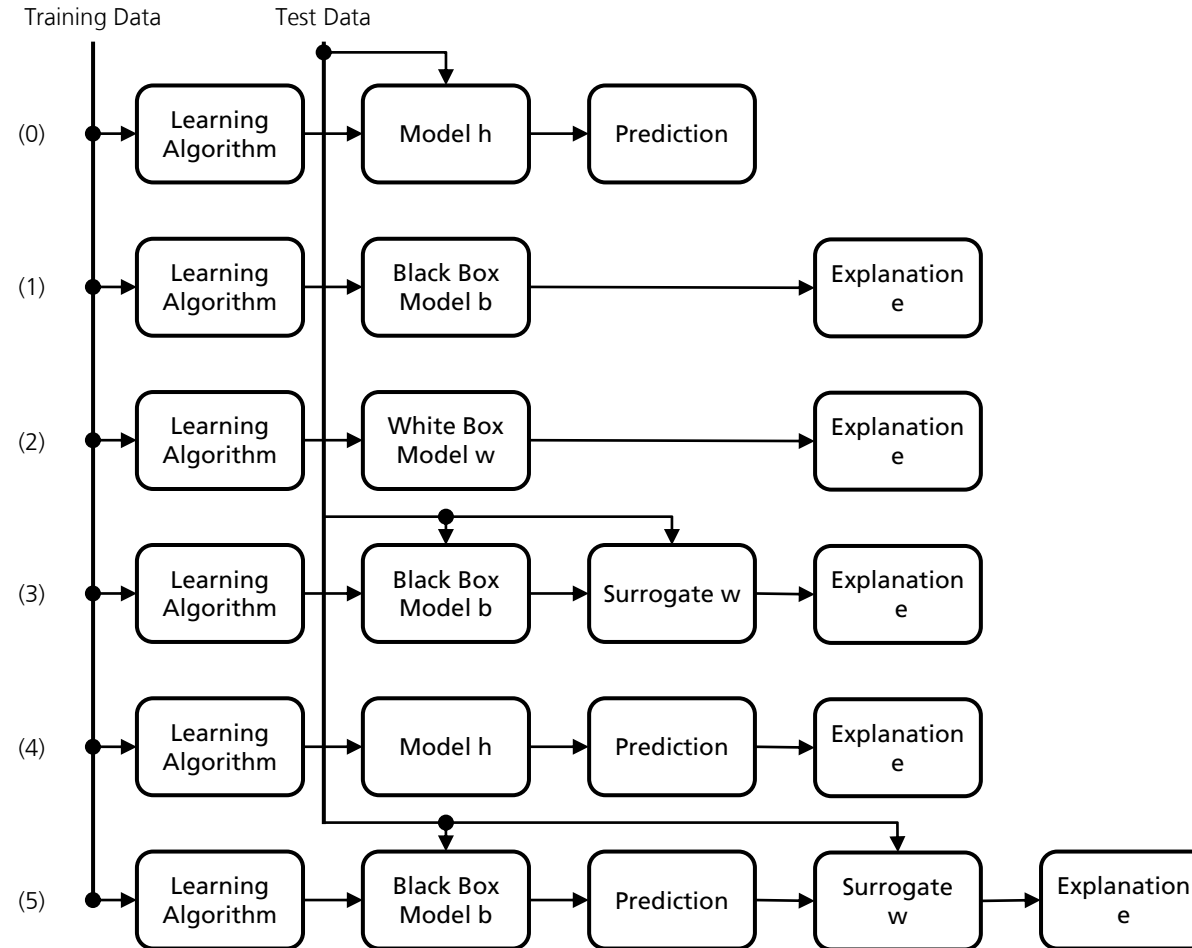 Training Data
Test Data
(0)
Learning
Algorithm
Model h
Prediction
(1)
Learning
Algorithm
Black Box
Model b
Explanation
e
(2)
Learning
Algorithm
White Box
Model w
Explanation
e
(3)
Learning
Algorithm
Black Box
Model b
Surrogate w
Explanation
e
(4)
Learning
Algorithm
Model h
Prediction
Explanation
e
(5)
Learning
Algorithm
Black Box
Model b
Prediction
Surrogate
w
Explanation
e